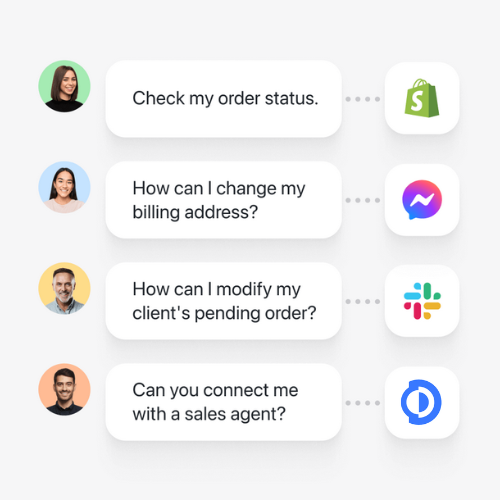 Check my order status.
How can I change my
billing address?
How can I modify my
client's pending order?
Can you connect me
with a sales agent?